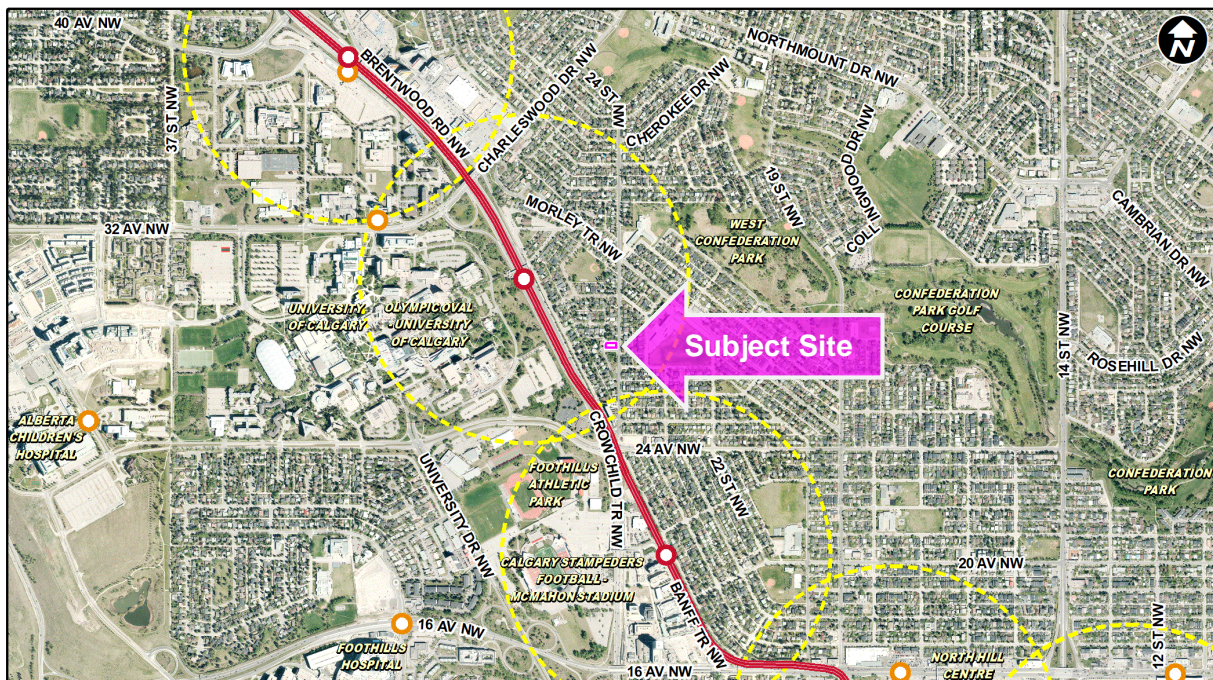 40 AV NW
N
37 ST NW
BRENTWOOD RD NW
CHARLESWOOD DR NW
24 ST NW
CHEROKEE DR NW
NORTHMOUNT DR NW
19 ST NW
COLLINGWOOD DR NW
CAMBRIAN DR NW
32 AV NW
MORLEY TR NW
WEST
CONFEDERATION
PARK
UNIVERSITY
OF CALGARY
OLYMPIC OVAL
- UNIVERSITY
OF CALGARY
CONFEDERATION
PARK GOLF
COURSE
Subject Site
14 ST NW
ROSEHILL DR NW
ALBERTA
CHILDREN'S
HOSPITAL
CROWCHILD TR NW
24 AV NW
22 ST NW
UNIVERSITY DR NW
FOOTHILLS
ATHLETIC
PARK
CONFEDERATION
PARK
CALGARY STAMPEDERS
FOOTBALL -
MCMAHON STADIUM
BANFF TR NW
20 AV NW
16 AV NW
FOOTHILLS
HOSPITAL
16 AV NW
NORTH HILL
CENTRE
12 ST NW